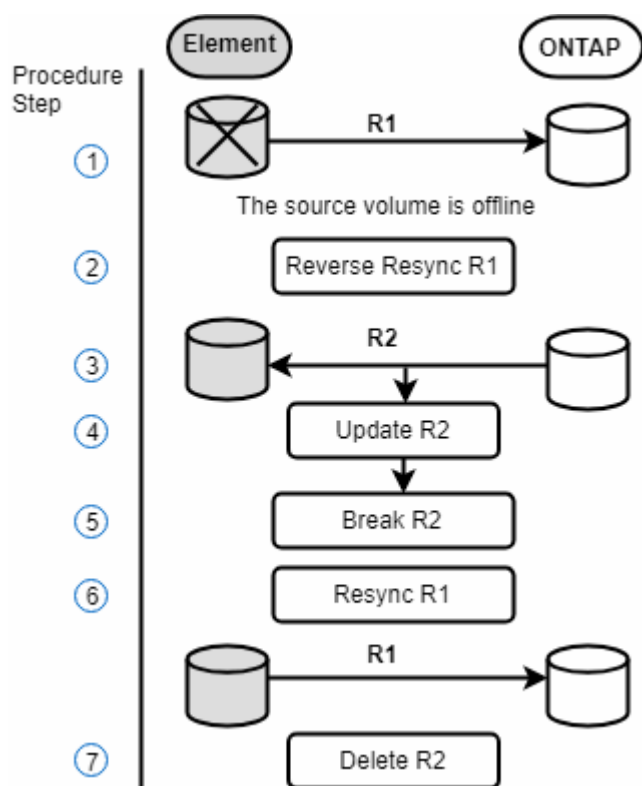 Element
ONTAP
Procedure
Step
R1
1
The source volume is offline
2
Reverse Resync R1
R2
3
4
Update R2
5
Break R2
6
Resync R1
R1
7
Delete R2